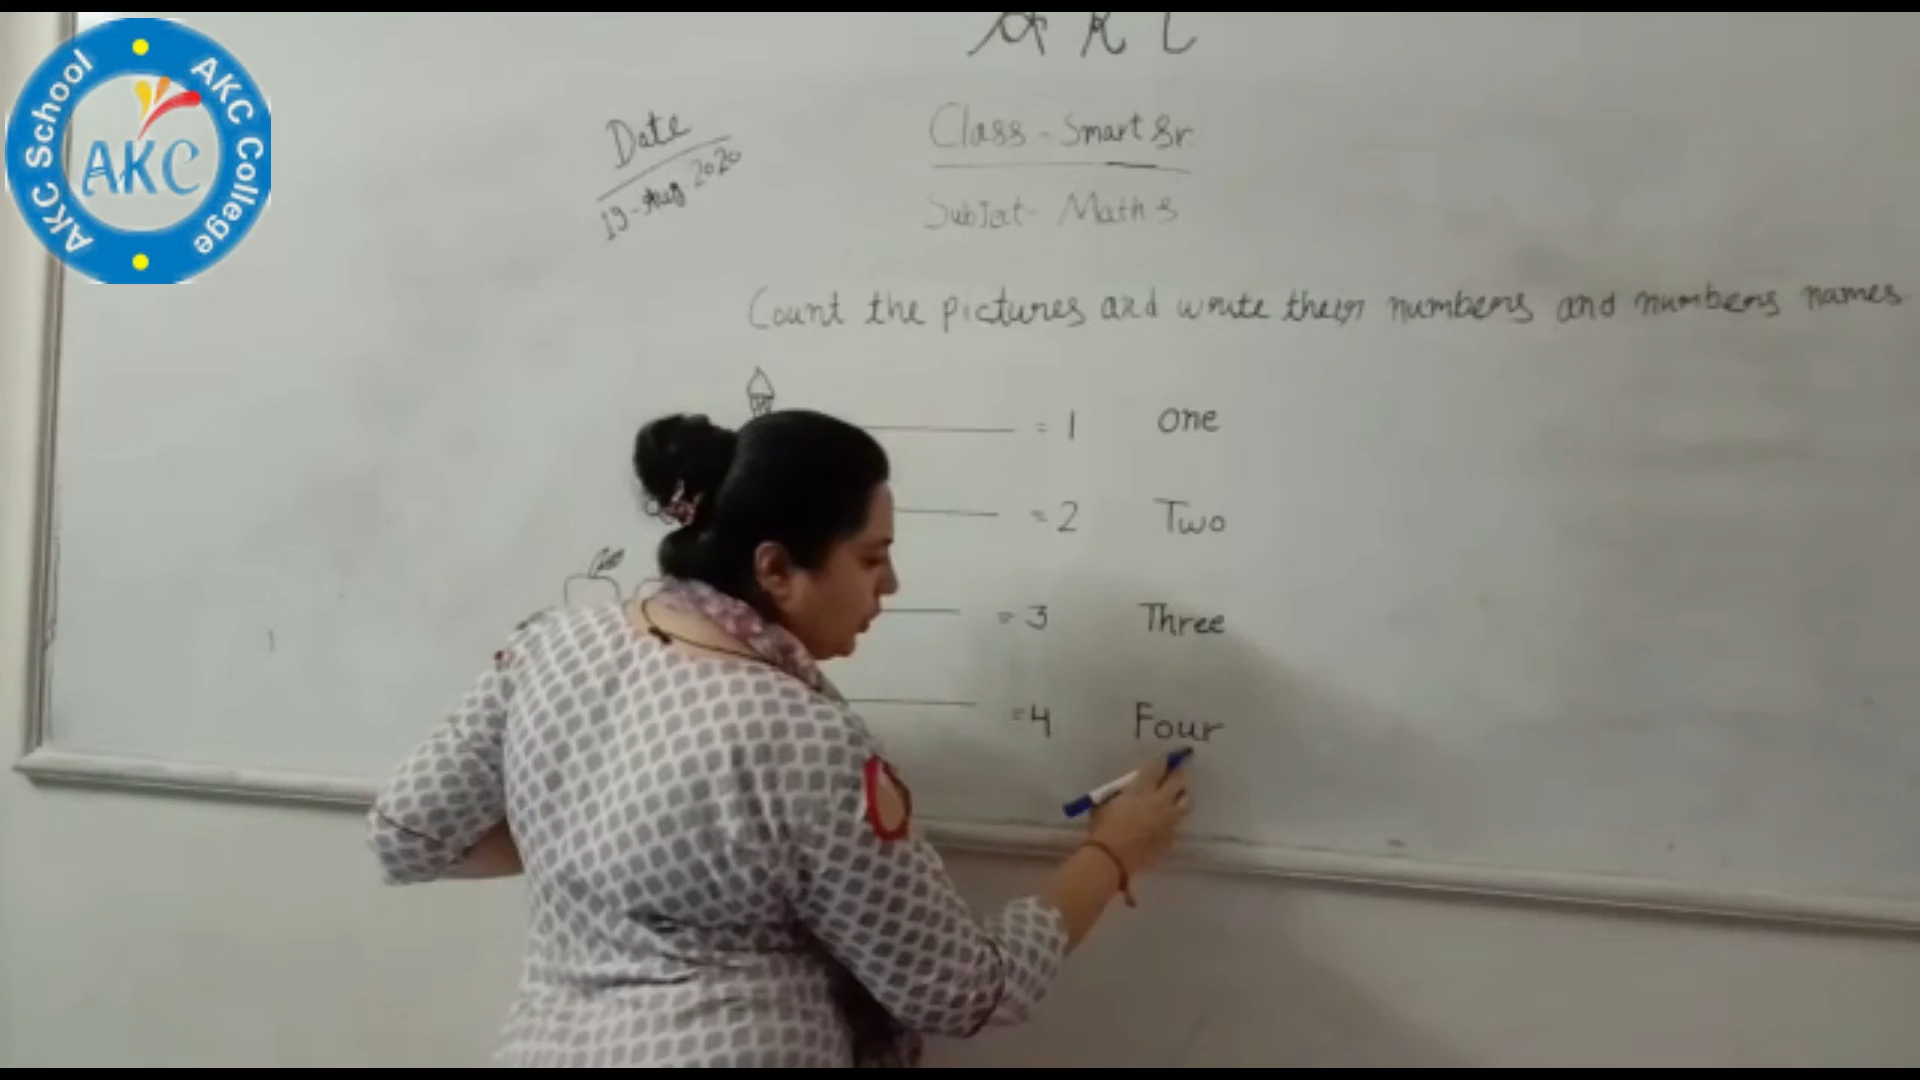 AKC School
AKC College
AKC
A K C
Date
19-Aug 2020
Class - Smart Sr
Subject - Maths
Count the pictures and write their numbers and numbers names
= 1 One
= 2 Two
= 3 Three
= 4 Four